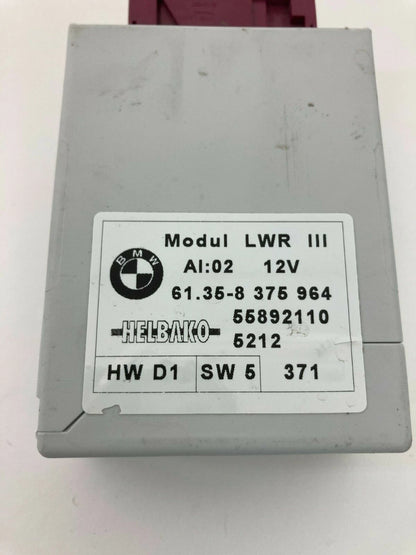 Modul LWR III
BMW
AI:02 12V
61.35-8 375 964
55892110
HELBAKO
5212
HW D1 SW 5 371